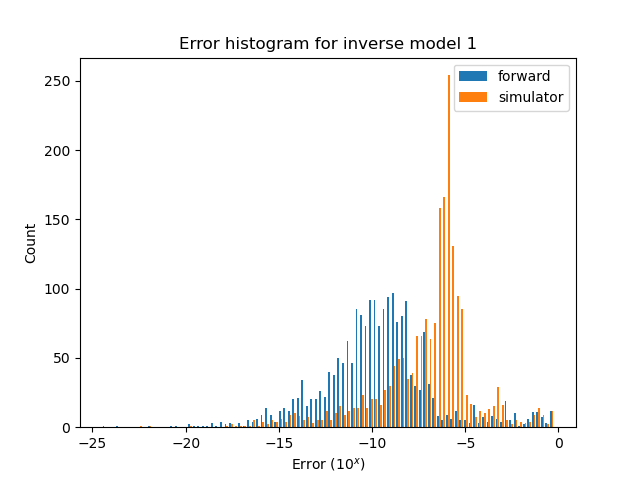 Error histogram for inverse model 1
forward
simulator
Count
250
200
150
100
50
0
−25
−20
−15
−10
−5
0
Error (10^x)